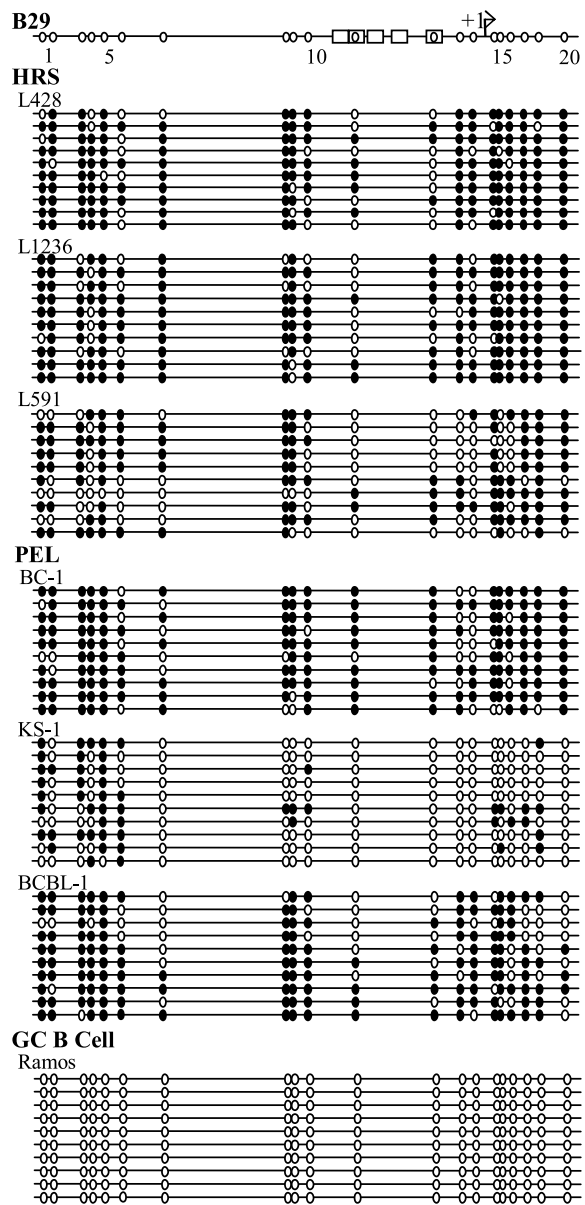 B29
+1
1 5 10 15 20
HRS
L428
L1236
L591
PEL
BC-1
KS-1
BCBL-1
GC B Cell
Ramos